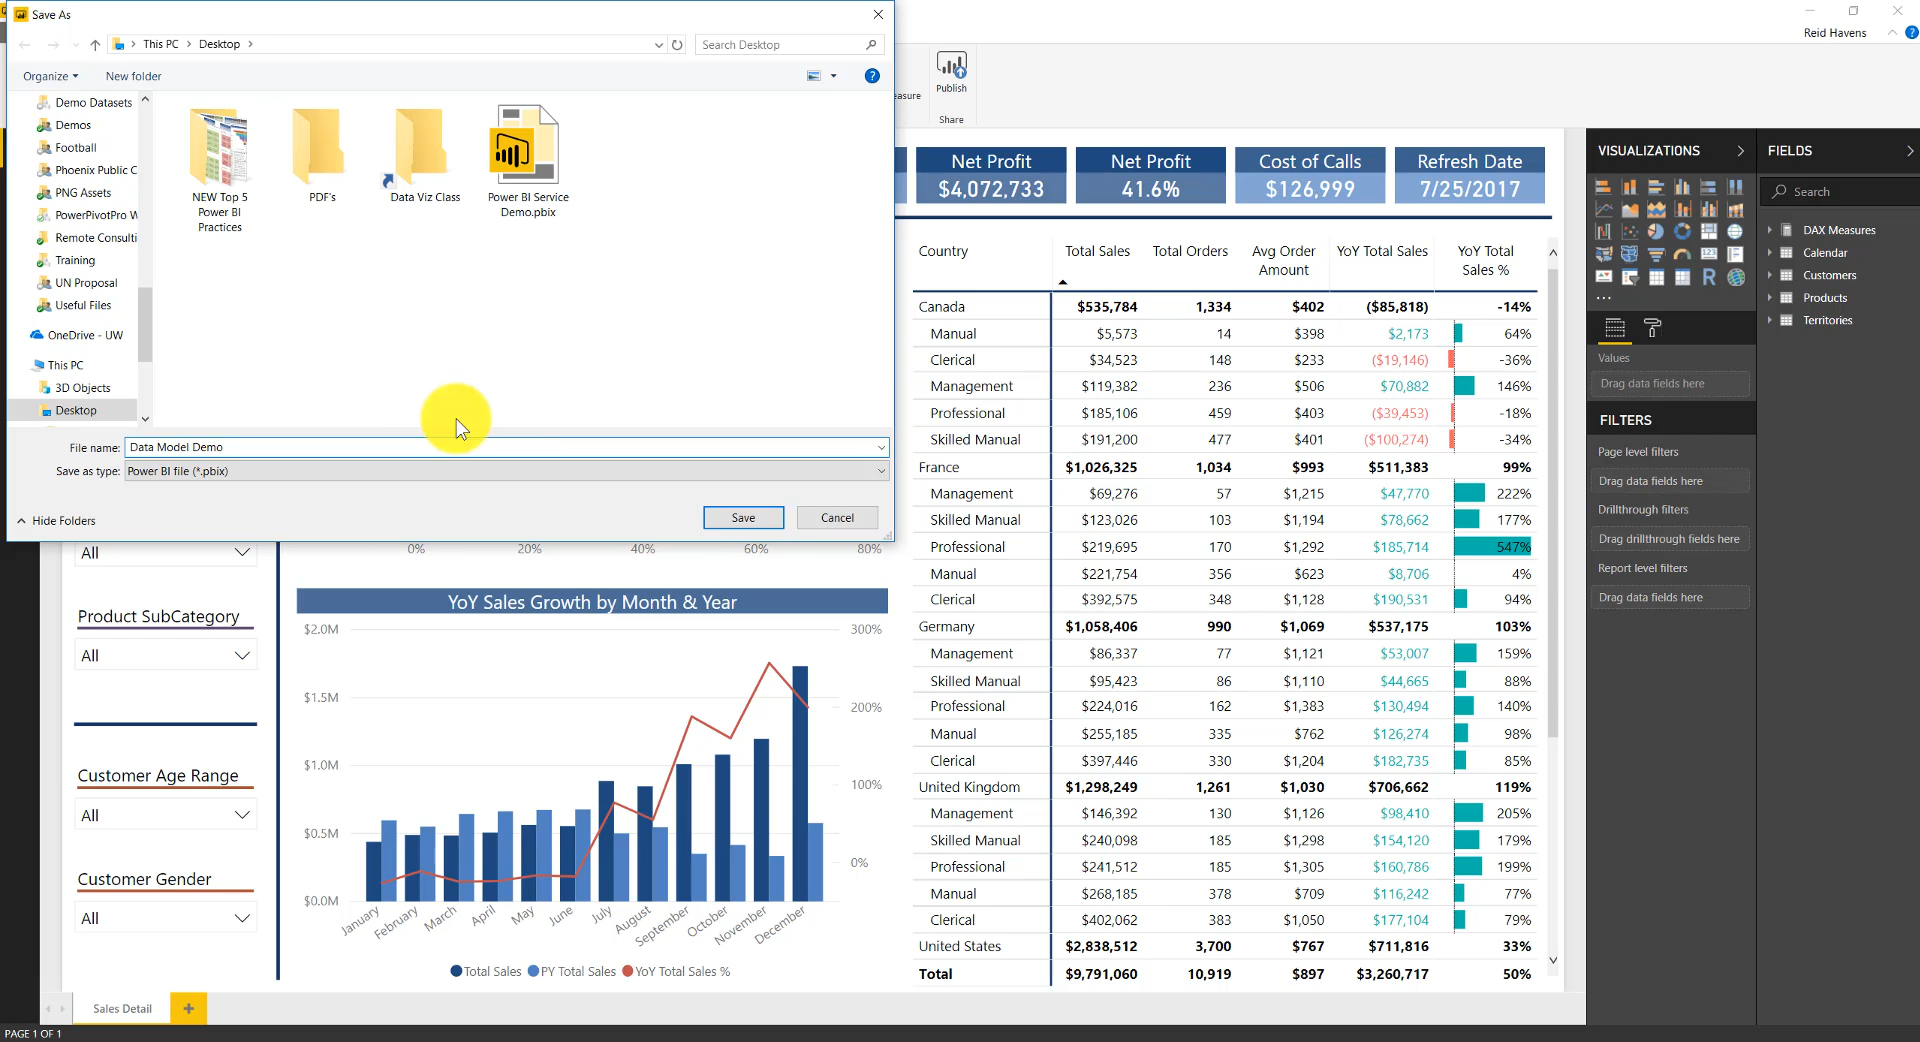 Save As
This PC > Desktop >
Search Desktop
Organize
New folder
Demo Datasets
Demos
Football
Phoenix Public C
PNG Assets
PowerPivotPro W
Remote Consulti
Training
UN Proposal
Useful Files
OneDrive - UW
This PC
3D Objects
Desktop
NEW Top 5
Power BI
Practices
PDF's
Data Viz Class
Power BI Service
Demo.pbix
File name: Data Model Demo
Save as type: Power BI file (*.pbix)
Hide Folders
Save
Cancel
Reid Havens
asure
Publish
Share
Net Profit
$4,072,733
Net Profit
41.6%
Cost of Calls
$126,999
Refresh Date
7/25/2017
All
Product SubCategory
All
Customer Age Range
All
Customer Gender
All
0% 20% 40% 60% 80%
YoY Sales Growth by Month & Year
$2.0M
$1.5M
$1.0M
$0.5M
$0.0M
300%
200%
100%
0%
January February March April May June July August September October November December
Total Sales PY Total Sales YoY Total Sales %
Country Total Sales Total Orders Avg Order Amount YoY Total Sales YoY Total Sales %
Canada $535,784 1,334 $402 ($85,818) -14%
Manual $5,573 14 $398 $2,173 64%
Clerical $34,523 148 $233 ($19,146) -36%
Management $119,382 236 $506 $70,882 146%
Professional $185,106 459 $403 ($39,453) -18%
Skilled Manual $191,200 477 $401 ($100,274) -34%
France $1,026,325 1,034 $993 $511,383 99%
Management $69,276 57 $1,215 $47,770 222%
Skilled Manual $123,026 103 $1,194 $78,662 177%
Professional $219,695 170 $1,292 $185,714 547%
Manual $221,754 356 $623 $8,706 4%
Clerical $392,575 348 $1,128 $190,531 94%
Germany $1,058,406 990 $1,069 $537,175 103%
Management $86,337 77 $1,121 $53,007 159%
Skilled Manual $95,423 86 $1,110 $44,665 88%
Professional $224,016 162 $1,383 $130,494 140%
Manual $255,185 335 $762 $126,274 98%
Clerical $397,446 330 $1,204 $182,735 85%
United Kingdom $1,298,249 1,261 $1,030 $706,662 119%
Management $146,392 130 $1,126 $98,410 205%
Skilled Manual $240,098 185 $1,298 $154,120 179%
Professional $241,512 185 $1,305 $160,786 199%
Manual $268,185 378 $709 $116,242 77%
Clerical $402,062 383 $1,050 $177,104 79%
United States $2,838,512 3,700 $767 $711,816 33%
Total $9,791,060 10,919 $897 $3,260,717 50%
VISUALIZATIONS
Values
Drag data fields here
FILTERS
Page level filters
Drag data fields here
Drillthrough filters
Drag drillthrough fields here
Report level filters
Drag data fields here
FIELDS
Search
DAX Measures
Calendar
Customers
Products
Territories
Sales Detail
PAGE 1 OF 1